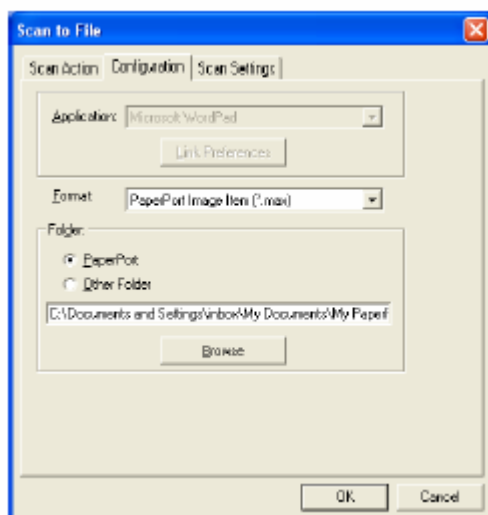 Scan to File
Scan Action Configuration Scan Settings
Application: Microsoft WordPad
Link Preferences
Format PaperPort Image Item (*.max)
Folder
PaperPort
Other Folder
C:\Documents and Settings\inbox\My Documents\My PaperF
Browse
OK Cancel